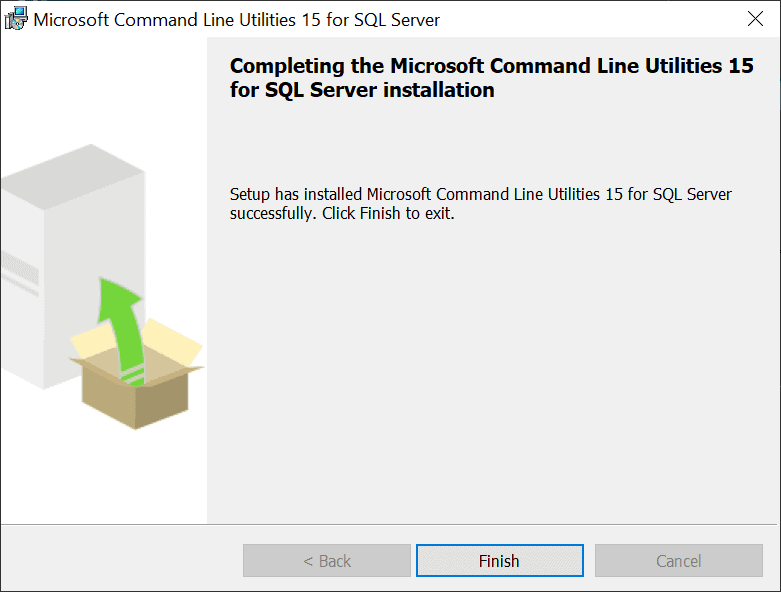 Microsoft Command Line Utilities 15 for SQL Server
Completing the Microsoft Command Line Utilities 15
for SQL Server installation
Setup has installed Microsoft Command Line Utilities 15 for SQL Server
successfully. Click Finish to exit.
< Back
Finish
Cancel